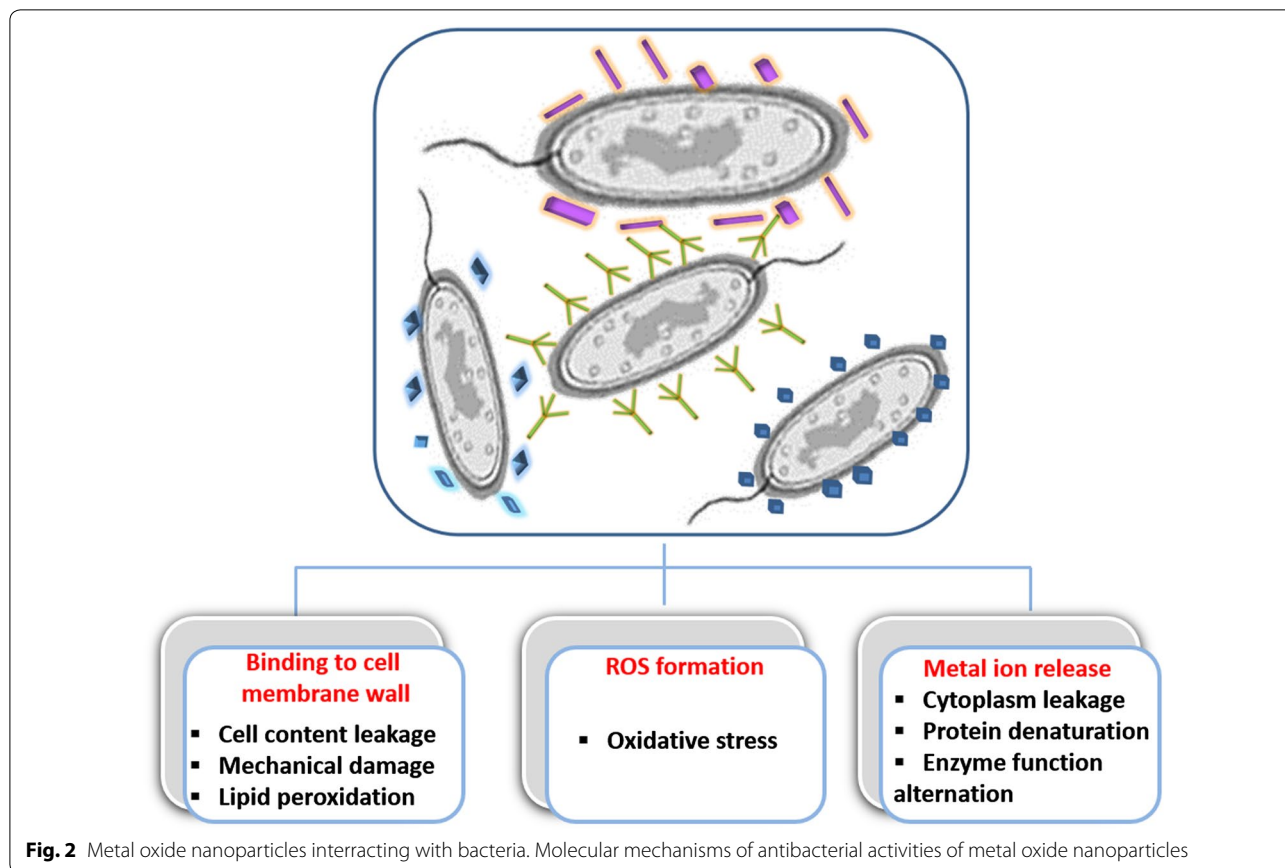 Binding to cell
membrane wall
▪ Cell content leakage
▪ Mechanical damage
▪ Lipid peroxidation
ROS formation
▪ Oxidative stress
Metal ion release
▪ Cytoplasm leakage
▪ Protein denaturation
▪ Enzyme function
alternation
Fig. 2 Metal oxide nanoparticles interracting with bacteria. Molecular mechanisms of antibacterial activities of metal oxide nanoparticles